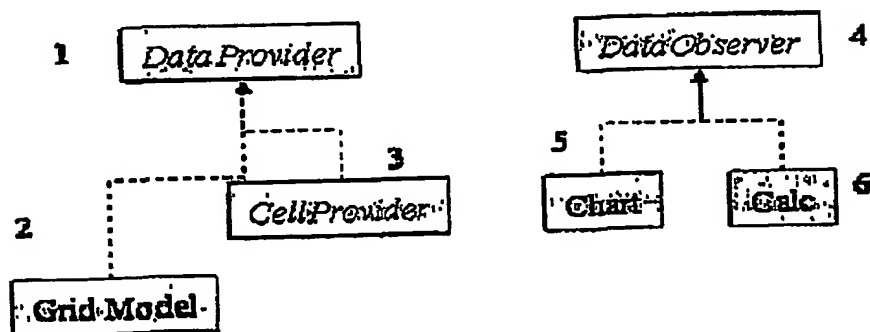 1
DataProvider
DataObserver
4
5
3
Chart
Calc
6
CellProvider
2
Grid Model